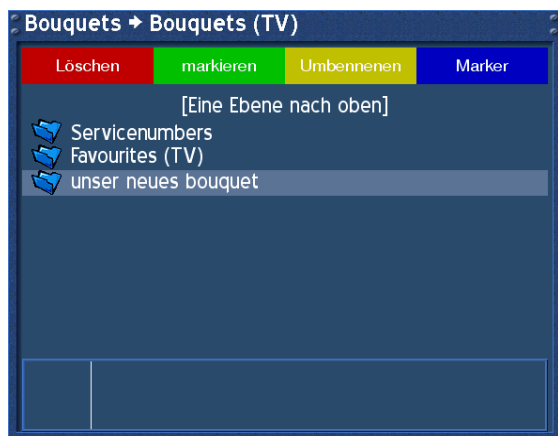 Bouquets ➜ Bouquets (TV)
Löschen markieren Umbennenen Marker
[Eine Ebene nach oben]
Servicenumbers
Favourites (TV)
unser neues bouquet